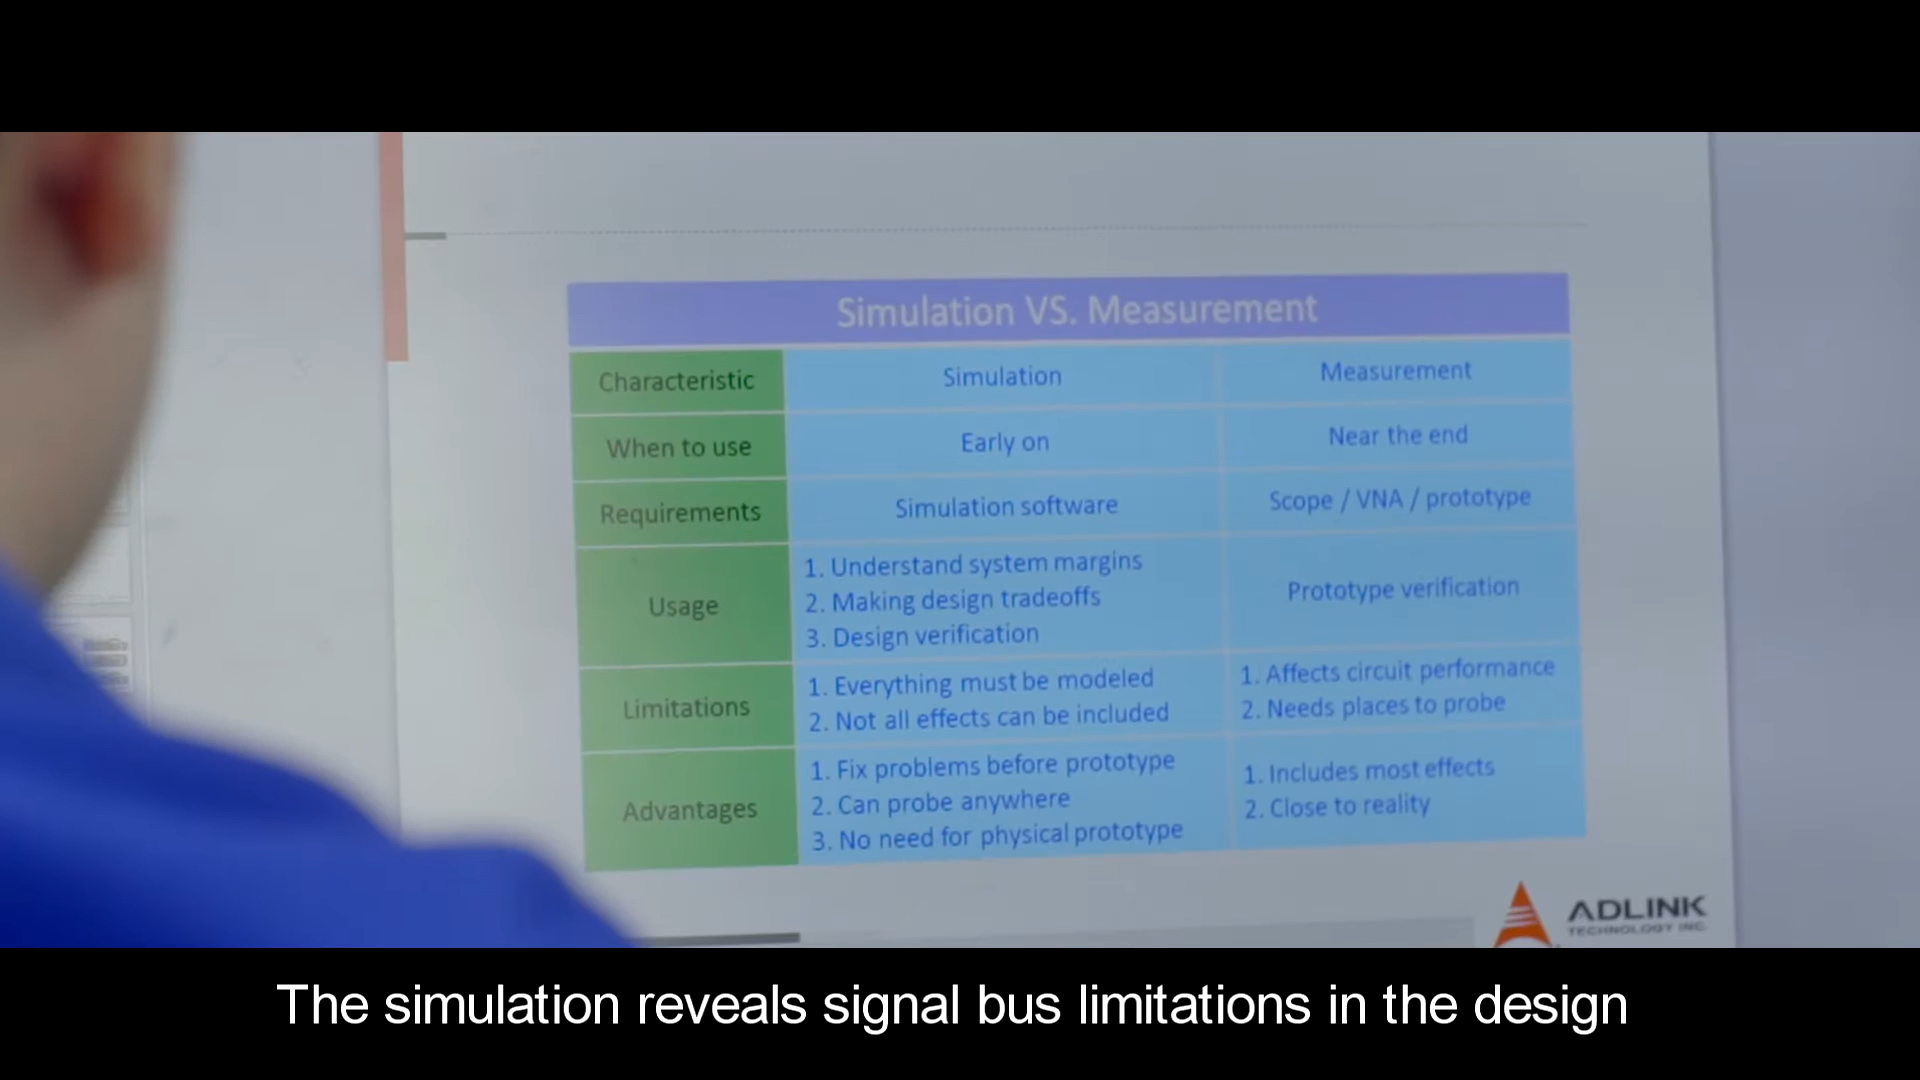 Simulation VS. Measurement
Characteristic
Simulation
Measurement
When to use
Early on
Near the end
Requirements
Simulation software
Scope / VNA / prototype
Usage
1. Understand system margins
2. Making design tradeoffs
3. Design verification
Prototype verification
Limitations
1. Everything must be modeled
2. Not all effects can be included
1. Affects circuit performance
2. Needs places to probe
Advantages
1. Fix problems before prototype
2. Can probe anywhere
3. No need for physical prototype
1. Includes most effects
2. Close to reality
ADLINK
TECHNOLOGY INC.
The simulation reveals signal bus limitations in the design